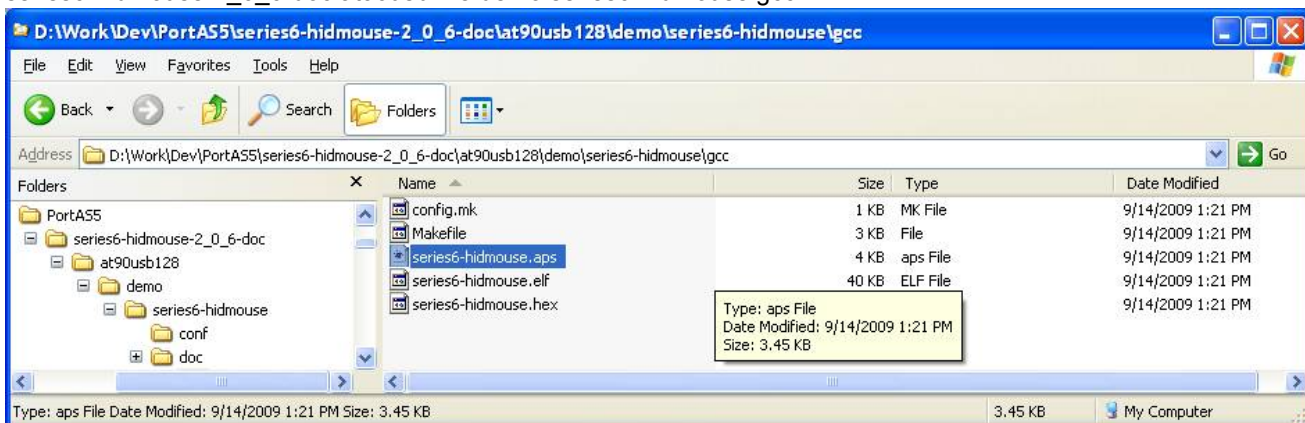 D:\Work\Dev\PortAS5\series6-hidmouse-2_0_6-doc\at90usb128\demo\series6-hidmouse\gcc
File Edit View Favorites Tools Help
Back Search Folders
Address D:\Work\Dev\PortAS5\series6-hidmouse-2_0_6-doc\at90usb128\demo\series6-hidmouse\gcc Go
Folders Name Size Type Date Modified
PortAS5 config.mk 1 KB MK File 9/14/2009 1:21 PM
series6-hidmouse-2_0_6-doc Makefile 3 KB File 9/14/2009 1:21 PM
at90usb128 series6-hidmouse.aps 4 KB aps File 9/14/2009 1:21 PM
demo series6-hidmouse.elf 40 KB ELF File 9/14/2009 1:21 PM
series6-hidmouse series6-hidmouse.hex 9/14/2009 1:21 PM
conf
doc
Type: aps File
Date Modified: 9/14/2009 1:21 PM
Size: 3.45 KB
Type: aps File Date Modified: 9/14/2009 1:21 PM Size: 3.45 KB 3.45 KB My Computer